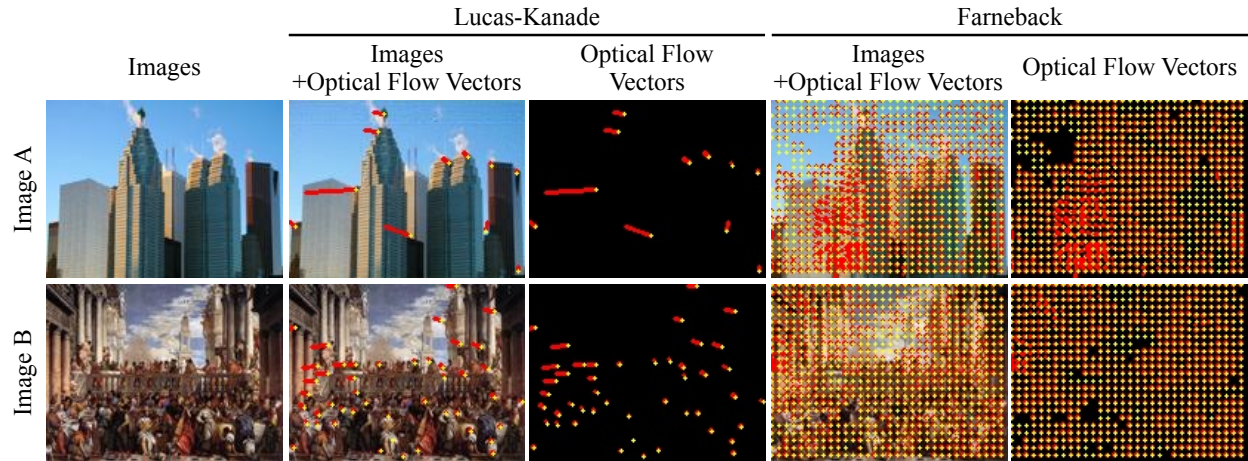 Lucas-Kanade
Farneback
Images
Images
+Optical Flow Vectors
Optical Flow
Vectors
Images
+Optical Flow Vectors
Optical Flow Vectors
Image A
Image B